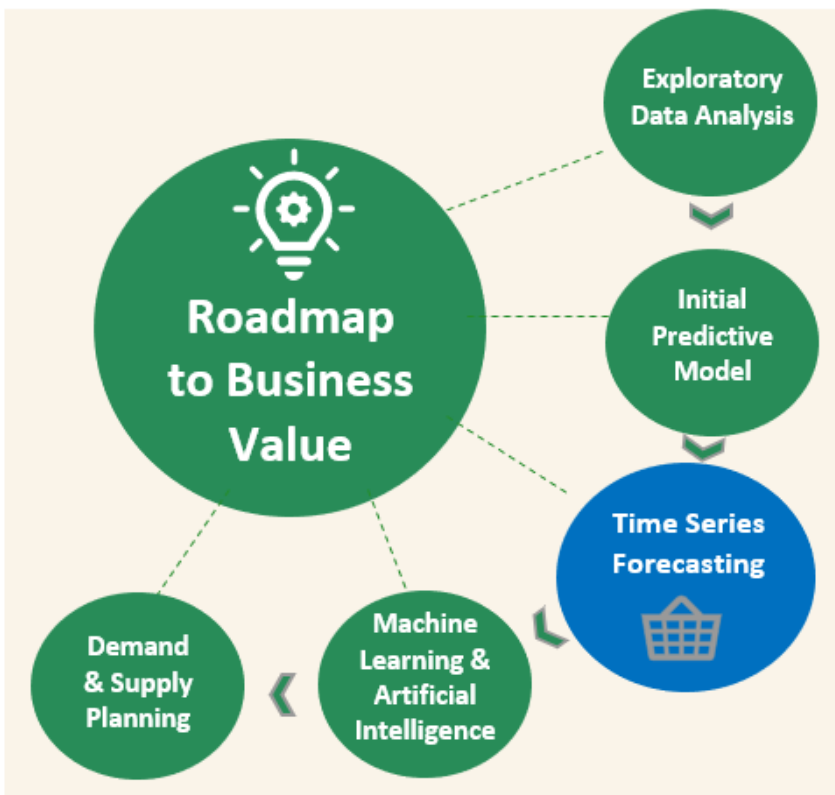 Exploratory
Data Analysis
Roadmap
to Business
Value
Initial
Predictive
Model
Time Series
Forecasting
Machine
Learning &
Artificial
Intelligence
Demand
& Supply
Planning